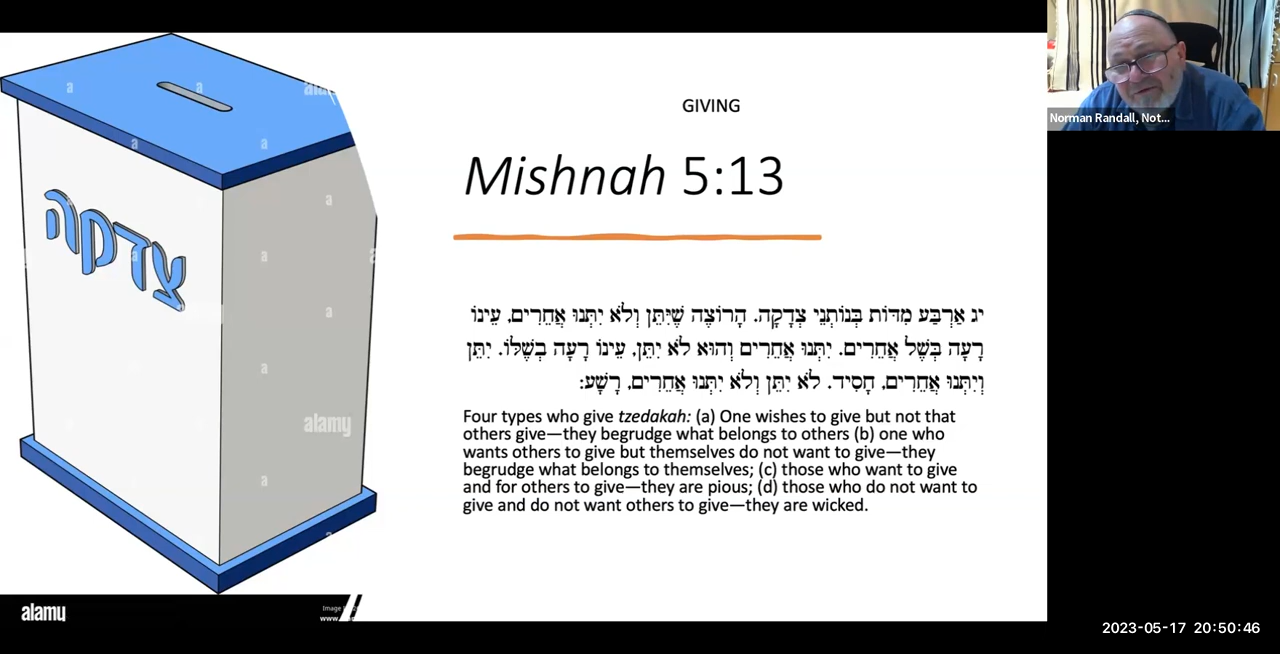 GIVING
Mishnah 5:13
יג אַרְבַּע מִדּוֹת בְּנוֹתְנֵי צְדָקָה. הָרוֹצֶה שֶׁיִּתֵּן וְלֹא יִתְּנוּ אֲחֵרִים, עֵינוֹ
רָעָה בְּשֶׁל אֲחֵרִים. יִתְּנוּ אֲחֵרִים וְהוּא לֹא יִתֵּן, עֵינוֹ רָעָה בְשֶׁלּוֹ. יִתֵּן
וְיִתְּנוּ אֲחֵרִים, חָסִיד. לֹא יִתֵּן וְלֹא יִתְּנוּ אֲחֵרִים, רָשָׁע:
Four types who give tzedakah: (a) One wishes to give but not that
others give—they begrudge what belongs to others (b) one who
wants others to give but themselves do not want to give—they
begrudge what belongs to themselves; (c) those who want to give
and for others to give—they are pious; (d) those who do not want to
give and do not want others to give—they are wicked.
צדקה
alamy
alamy
Image
www.
Norman Randall, Not...
2023-05-17 20:50:46